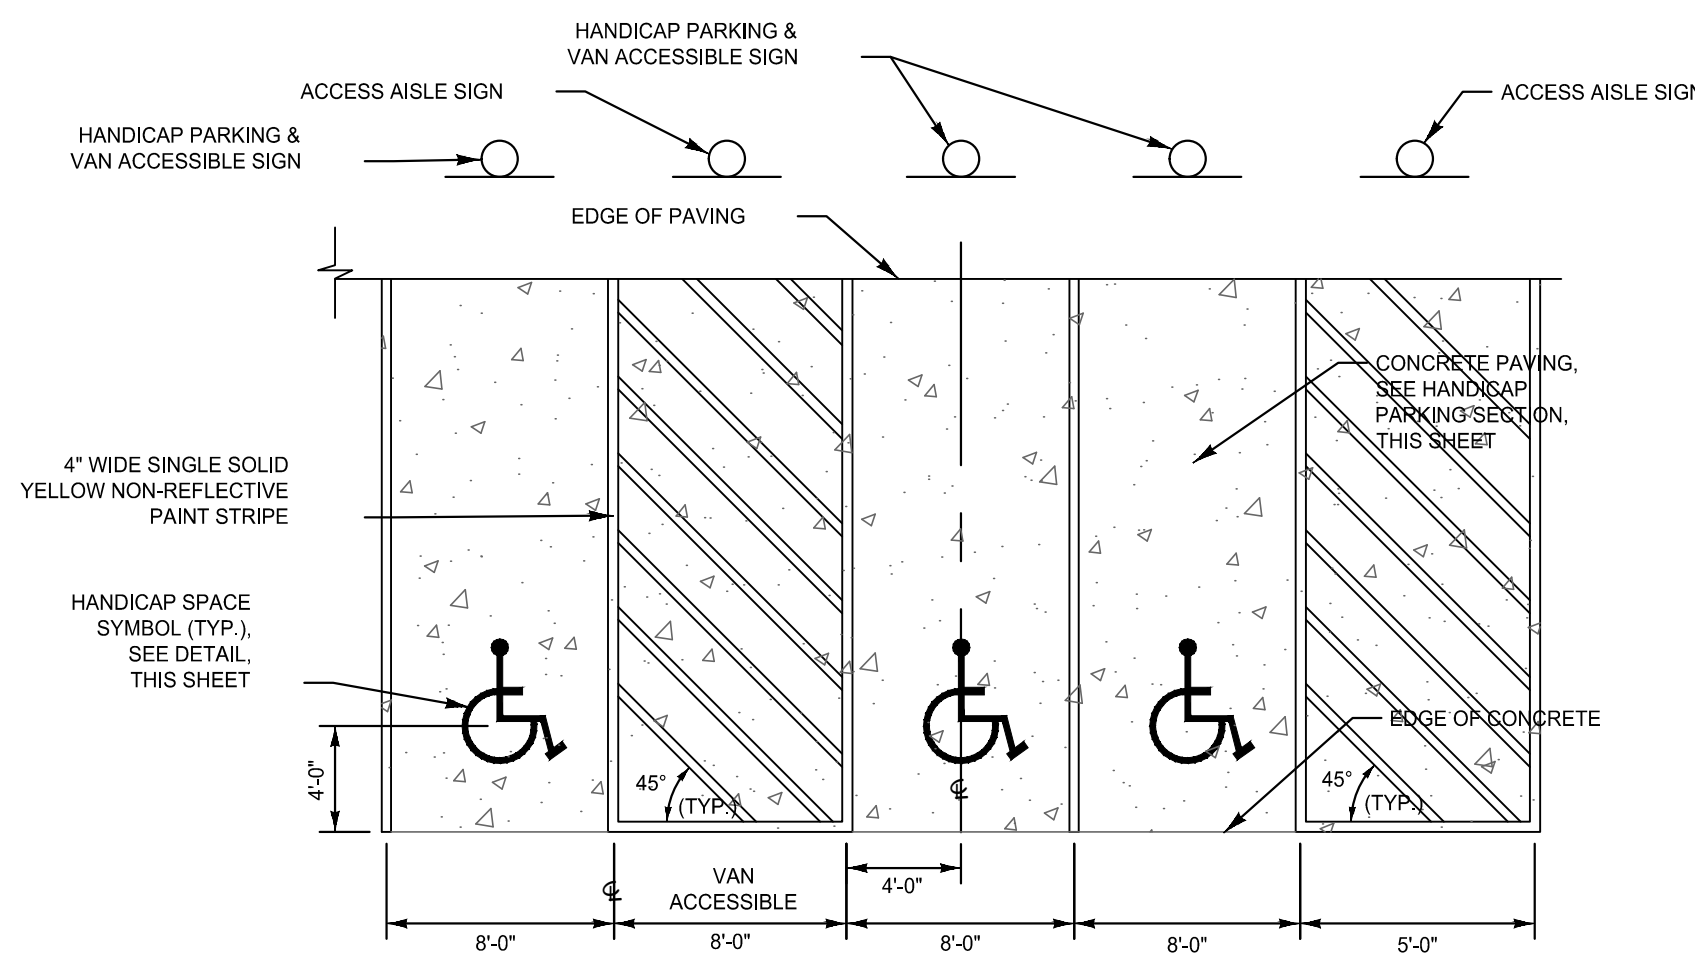 HANDICAP PARKING &
VAN ACCESSIBLE SIGN
ACCESS AISLE SIGN
ACCESS AISLE SIGN
HANDICAP PARKING &
VAN ACCESSIBLE SIGN
EDGE OF PAVING
CONCRETE PAVING,
SEE HANDICAP
PARKING SECTION,
THIS SHEET
4" WIDE SINGLE SOLID
YELLOW NON-REFLECTIVE
PAINT STRIPE
HANDICAP SPACE
SYMBOL (TYP.),
SEE DETAIL,
THIS SHEET
EDGE OF CONCRETE
4'-0"
45°
(TYP.)
45°
(TYP.)
℄
℄
VAN
ACCESSIBLE
4'-0"
8'-0"
8'-0"
8'-0"
8'-0"
5'-0"